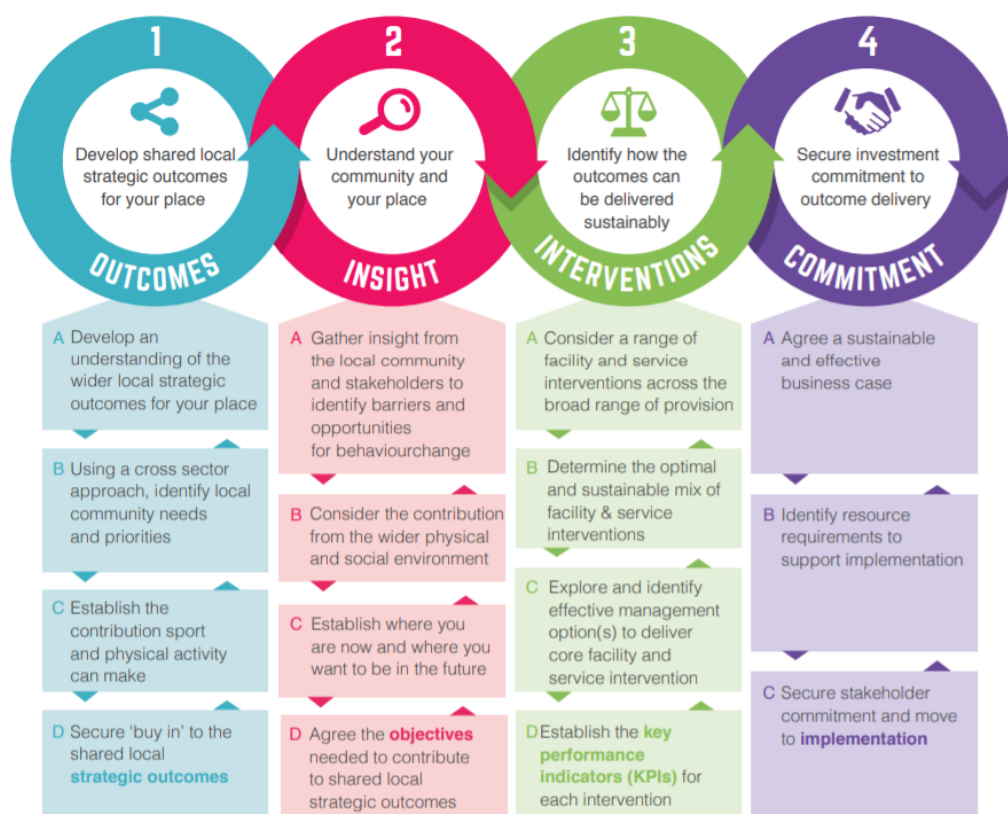 1
Develop shared local
strategic outcomes
for your place
OUTCOMES
A Develop an
understanding of the
wider local strategic
outcomes for your place
B Using a cross sector
approach, identify local
community needs
and priorities
C Establish the
contribution sport
and physical activity
can make
D Secure ‘buy in’ to the
shared local
strategic outcomes
2
Understand your
community and
your place
INSIGHT
A Gather insight from
the local community
and stakeholders to
identify barriers and
opportunities
for behaviourchange
B Consider the contribution
from the wider physical
and social environment
C Establish where you
are now and where you
want to be in the future
D Agree the objectives
needed to contribute
to shared local
strategic outcomes
3
Identify how the
outcomes can
be delivered
sustainably
INTERVENTIONS
A Consider a range of
facility and service
interventions across the
broad range of provision
B Determine the optimal
and sustainable mix of
facility & service
interventions
C Explore and identify
effective management
option(s) to deliver
core facility and
service intervention
D Establish the key
performance
indicators (KPIs) for
each intervention
4
Secure investment
commitment to
outcome delivery
COMMITMENT
A Agree a sustainable
and effective
business case
B Identify resource
requirements to
support implementation
C Secure stakeholder
commitment and move
to implementation